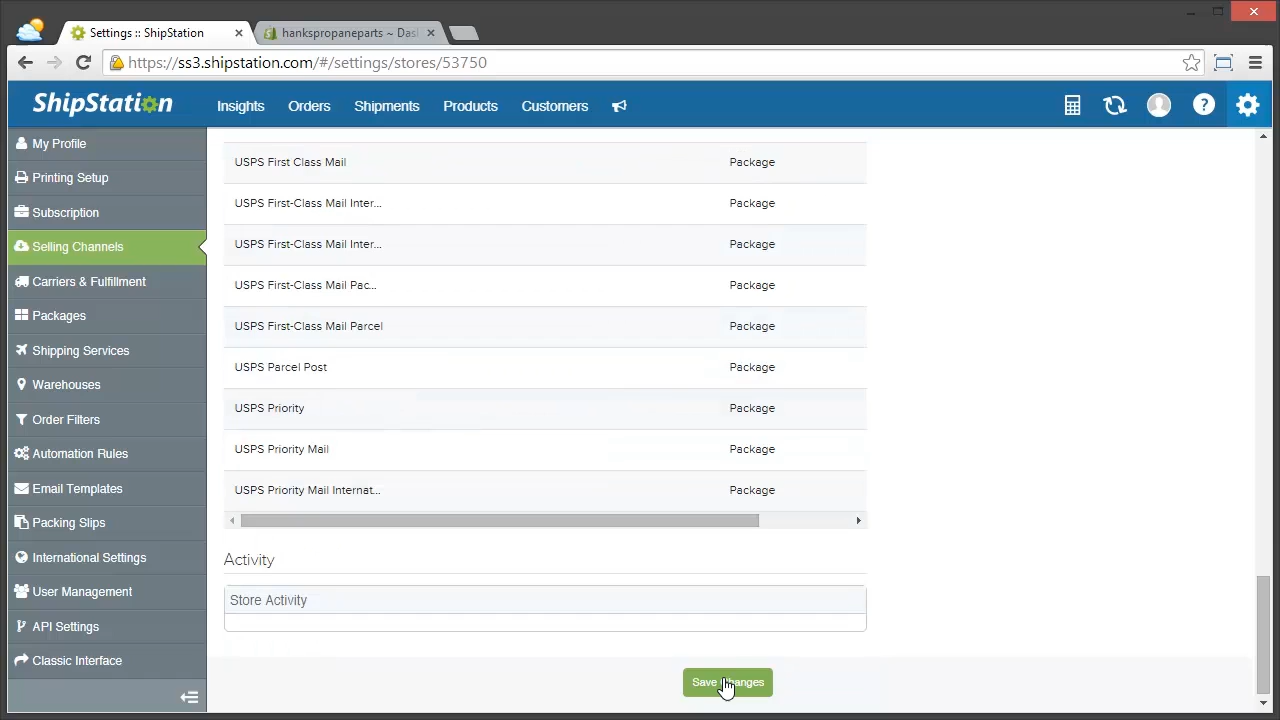 Settings :: ShipStation
hankspropaneparts ~ Das
https://ss3.shipstation.com/#/settings/stores/53750
ShipStation
Insights
Orders
Shipments
Products
Customers
My Profile
Printing Setup
Subscription
Selling Channels
Carriers & Fulfillment
Packages
Shipping Services
Warehouses
Order Filters
Automation Rules
Email Templates
Packing Slips
International Settings
User Management
API Settings
Classic Interface
USPS First Class Mail Package
USPS First-Class Mail Inter... Package
USPS First-Class Mail Inter... Package
USPS First-Class Mail Pac... Package
USPS First-Class Mail Parcel Package
USPS Parcel Post Package
USPS Priority Package
USPS Priority Mail Package
USPS Priority Mail Internat... Package
Activity
Store Activity
Save Changes